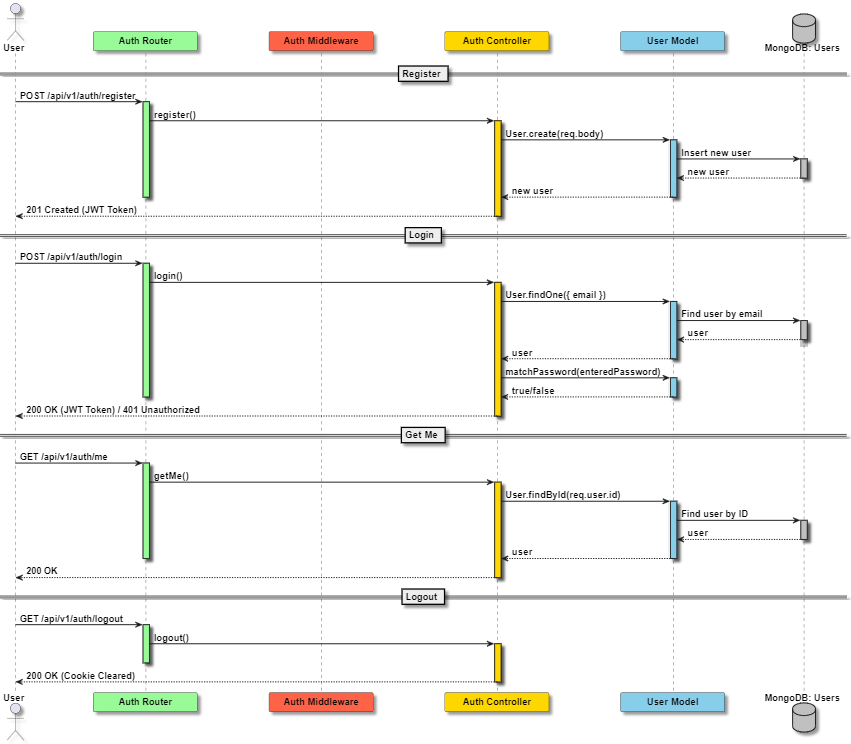 User
Auth Router
Auth Middleware
Auth Controller
User Model
MongoDB: Users
Register
POST /api/v1/auth/register
register()
User.create(req.body)
Insert new user
new user
new user
201 Created (JWT Token)
Login
POST /api/v1/auth/login
login()
User.findOne({ email })
Find user by email
user
user
matchPassword(enteredPassword)
true/false
200 OK (JWT Token) / 401 Unauthorized
Get Me
GET /api/v1/auth/me
getMe()
User.findById(req.user.id)
Find user by ID
user
user
200 OK
Logout
GET /api/v1/auth/logout
logout()
200 OK (Cookie Cleared)
User
Auth Router
Auth Middleware
Auth Controller
User Model
MongoDB: Users